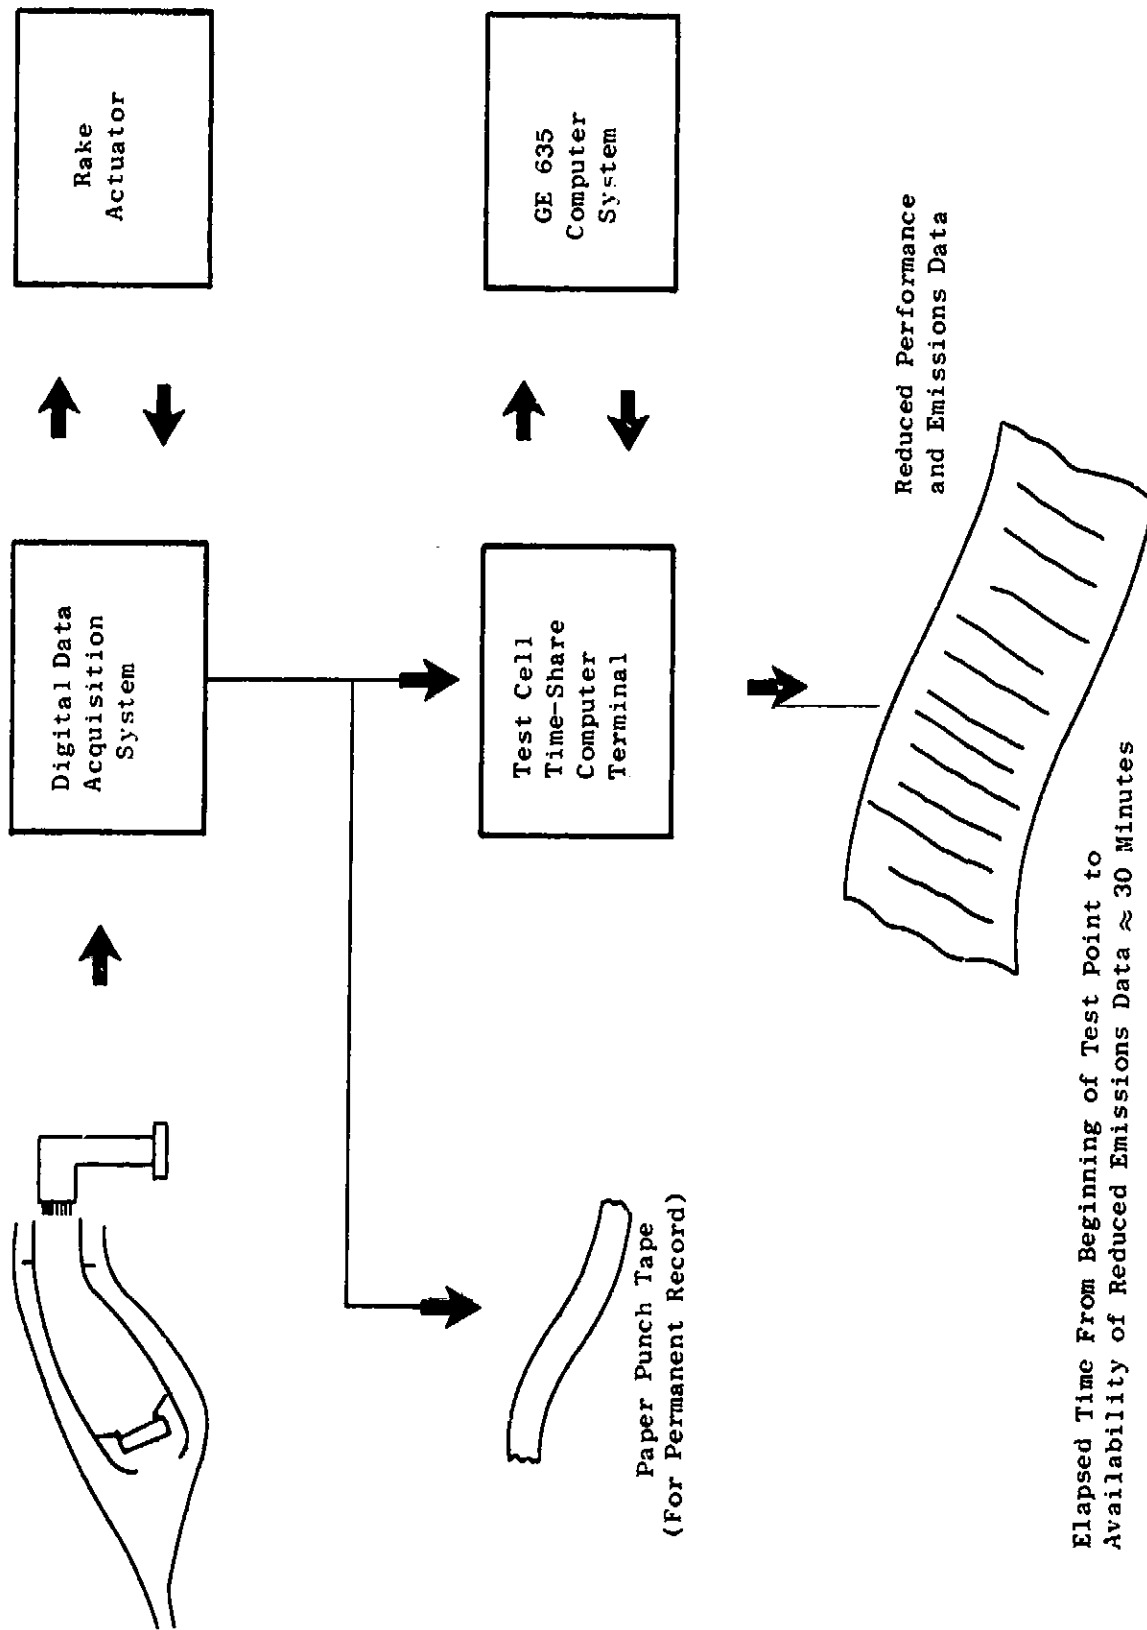 Digital Data
Acquisition
System
Rake
Actuator
Test Cell
Time-Share
Computer
Terminal
GE 635
Computer
System
Paper Punch Tape
(For Permanent Record)
Reduced Performance
and Emissions Data
Elapsed Time From Beginning of Test Point to
Availability of Reduced Emissions Data ≈ 30 Minutes